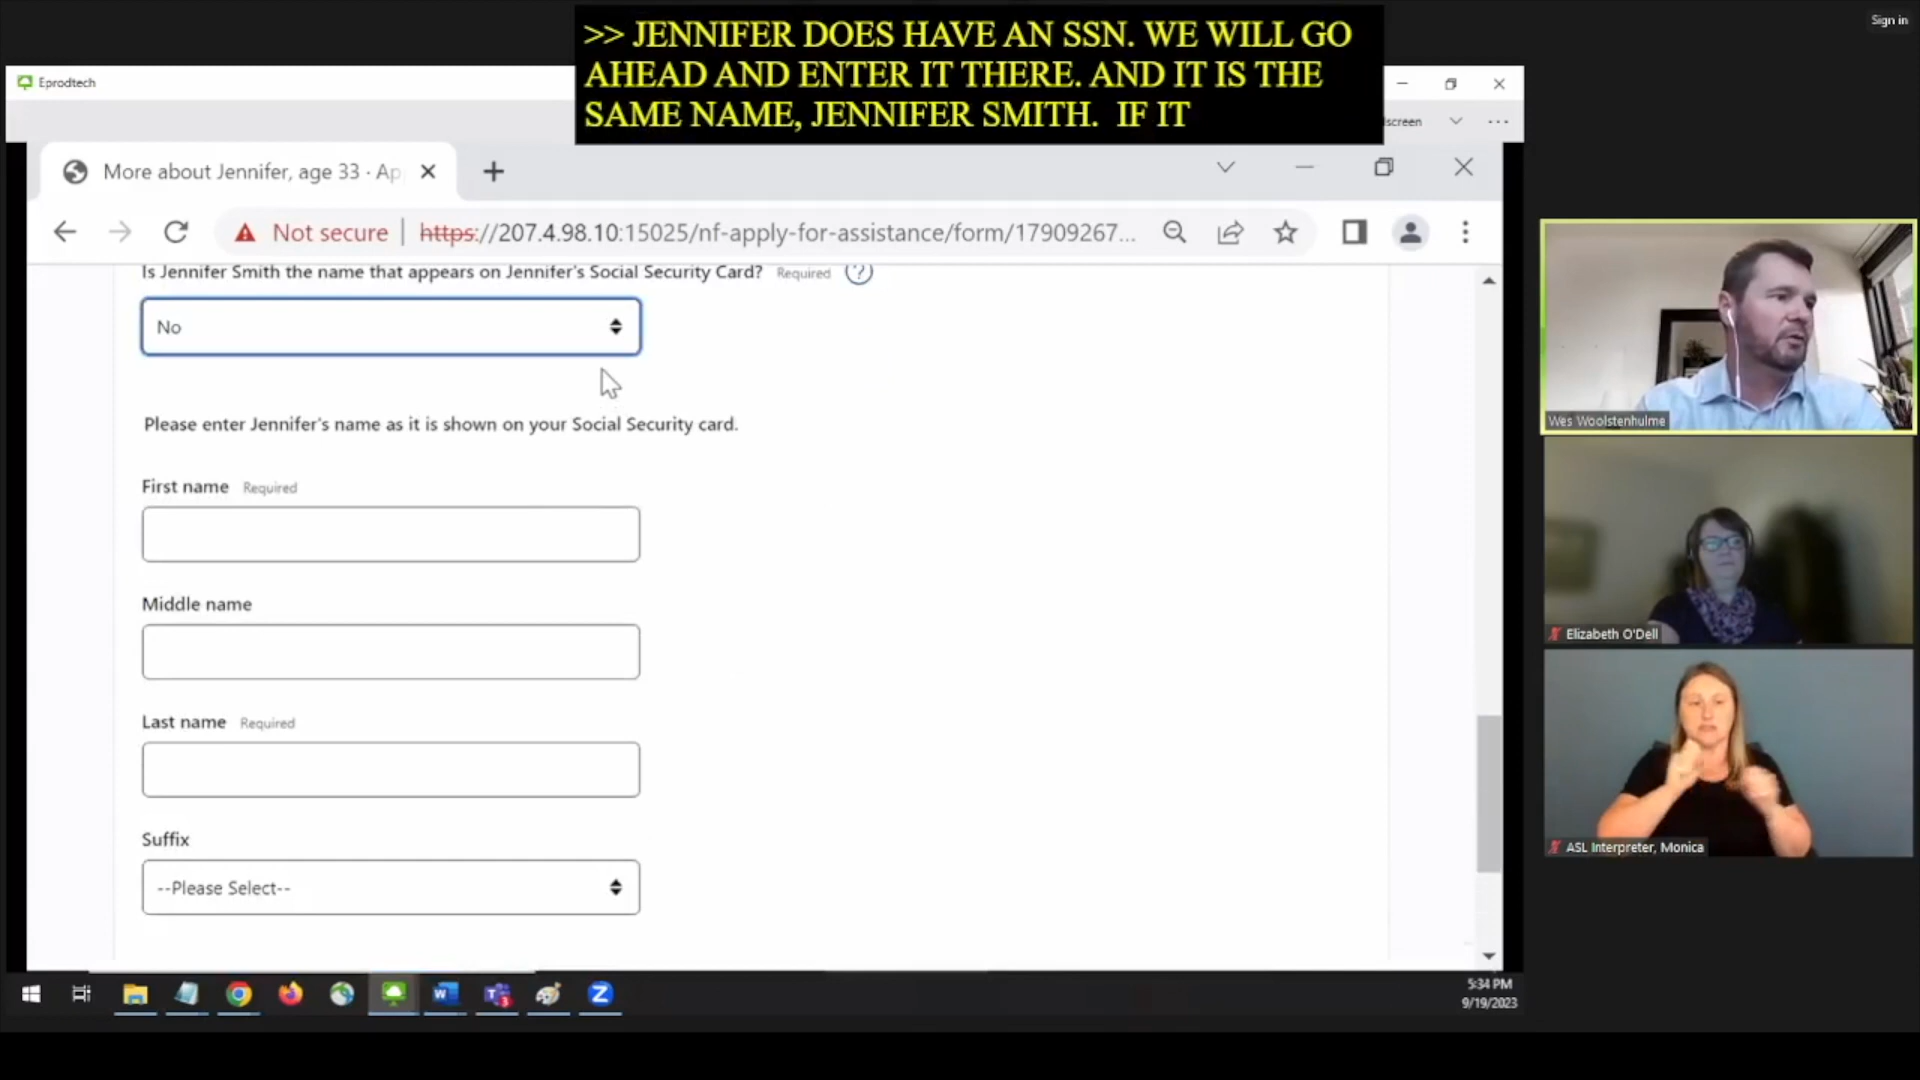 Sign in
>> JENNIFER DOES HAVE AN SSN. WE WILL GO
AHEAD AND ENTER IT THERE. AND IT IS THE
SAME NAME, JENNIFER SMITH. IF IT
Eprodtech
lscreen
More about Jennifer, age 33 · Ap
Not secure
https://207.4.98.10:15025/nf-apply-for-assistance/form/17909267...
Is Jennifer Smith the name that appears on Jennifer's Social Security Card? Required
No
Please enter Jennifer's name as it is shown on your Social Security card.
First name Required
Middle name
Last name Required
Suffix
--Please Select--
Wes Woolstenhulme
Elizabeth O'Dell
ASL Interpreter, Monica
5:34 PM
9/19/2023